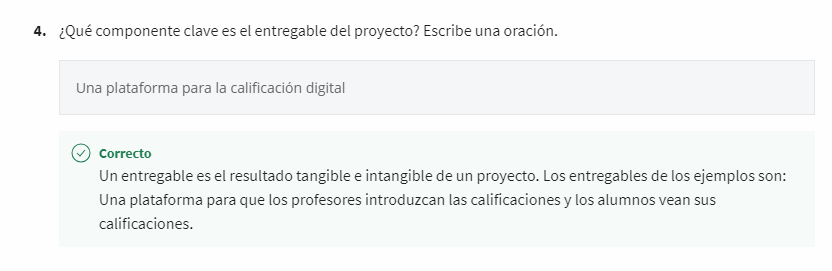 4. ¿Qué componente clave es el entregable del proyecto? Escribe una oración.
Una plataforma para la calificación digital
Correcto
Un entregable es el resultado tangible e intangible de un proyecto. Los entregables de los ejemplos son:
Una plataforma para que los profesores introduzcan las calificaciones y los alumnos vean sus
calificaciones.